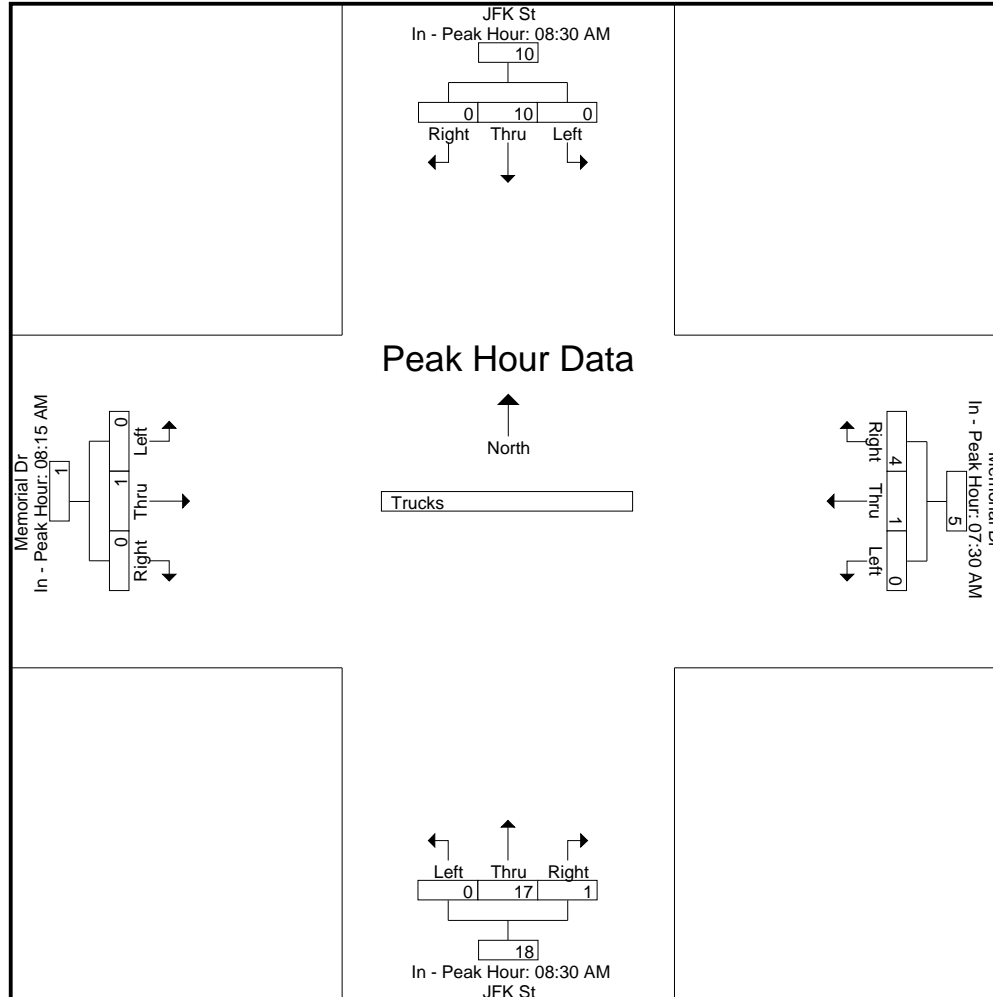 JFK St
In - Peak Hour: 08:30 AM
10
0 10 0
Right Thru Left
Peak Hour Data
North
Trucks
Memorial Dr
In - Peak Hour: 08:15 AM
1
0 1 0
Left Thru Right
In - Peak Hour: 07:30 AM
5
4 1 0
Right Thru Left
Left Thru Right
0 17 1
18
In - Peak Hour: 08:30 AM
JFK St